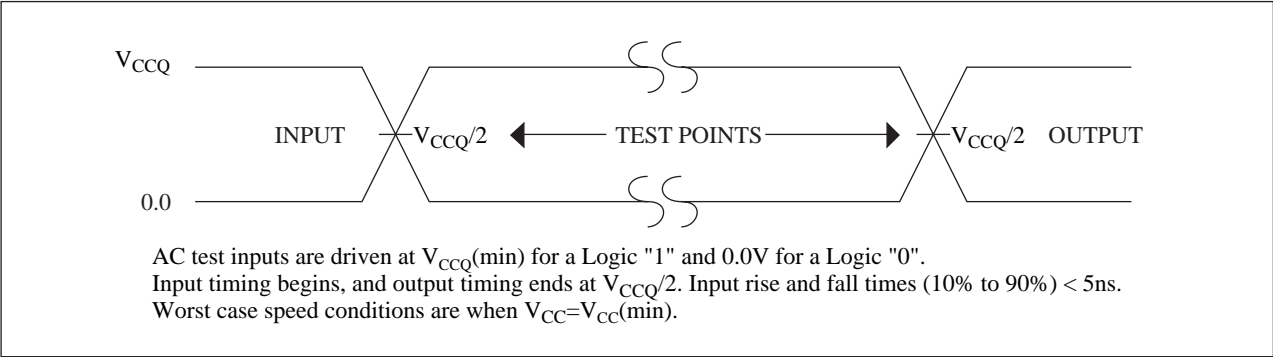 VCCQ
INPUT VCCQ/2 TEST POINTS VCCQ/2 OUTPUT
0.0
AC test inputs are driven at VCCQ(min) for a Logic "1" and 0.0V for a Logic "0".
Input timing begins, and output timing ends at VCCQ/2. Input rise and fall times (10% to 90%) < 5ns.
Worst case speed conditions are when VCC=VCC(min).